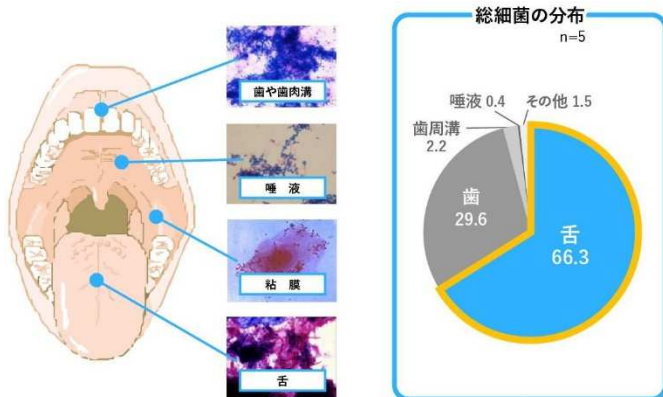 歯や歯肉溝
唾 液
粘 膜
舌
総細菌の分布
n=5
唾液 0.4
その他 1.5
歯周溝
2.2
歯
29.6
舌
66.3